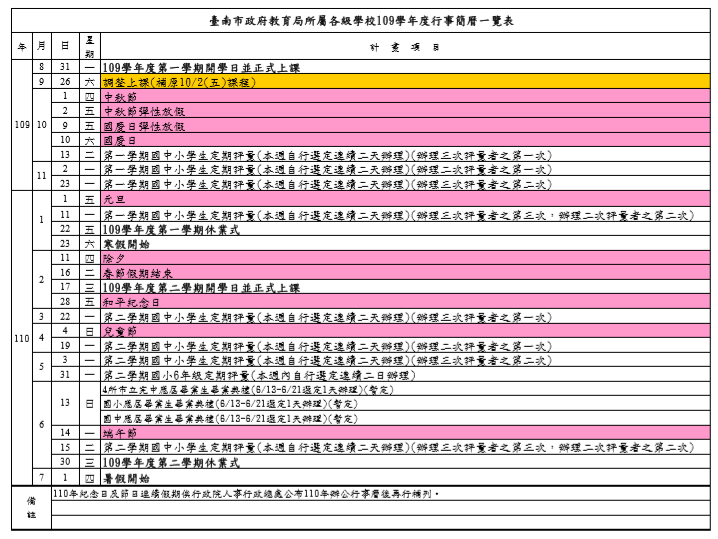 臺南市政府教育局所屬各級學校109學年度行事簡曆一覽表
年 月 日 星期 計畫項目
109 8 31 一 109學年度第一學期開學日並正式上課
9 26 六 調整上課(補原10/2(五)課程)
10 1 四 中秋節
2 五 中秋節彈性放假
9 五 國慶日彈性放假
10 六 國慶日
13 二 第一學期國中小學生定期評量(本週自行選定連續二天辦理)(辦理三次評量者之第一次)
11 2 一 第一學期國中小學生定期評量(本週自行選定連續二天辦理)(辦理二次評量者之第一次)
23 一 第一學期國中小學生定期評量(本週自行選定連續二天辦理)(辦理三次評量者之第二次)
110 1 1 五 元旦
11 一 第一學期國中小學生定期評量(本週自行選定連續二天辦理)(辦理三次評量者之第三次，辦理二次評量者之第二次)
22 五 109學年度第一學期休業式
23 六 寒假開始
2 11 四 除夕
16 二 春節假期結束
17 三 109學年度第二學期開學日並正式上課
28 五 和平紀念日
3 22 一 第二學期國中小學生定期評量(本週自行選定連續二天辦理)(辦理三次評量者之第一次)
4 4 日 兒童節
19 一 第二學期國中小學生定期評量(本週自行選定連續二天辦理)(辦理二次評量者之第一次)
5 3 一 第二學期國中小學生定期評量(本週自行選定連續二天辦理)(辦理三次評量者之第二次)
31 一 第二學期國小6年級定期評量(本週內自行選定連續二日辦理)
6 13 日 4所市立完中應屆畢業生畢業典禮(6/13-6/21選定1天辦理)(暫定)
國小應屆畢業生畢業典禮(6/13-6/21選定1天辦理)(暫定)
國中應屆畢業生畢業典禮(6/13-6/21選定1天辦理)(暫定)
14 一 端午節
15 二 第二學期國中小學生定期評量(本週自行選定連續二天辦理)(辦理三次評量者之第三次，辦理二次評量者之第二次)
30 三 109學年度第二學期休業式
7 1 四 暑假開始
備註 110年紀念日及節日連續假期俟行政院人事行政總處公布110年辦公行事曆後再行補列。